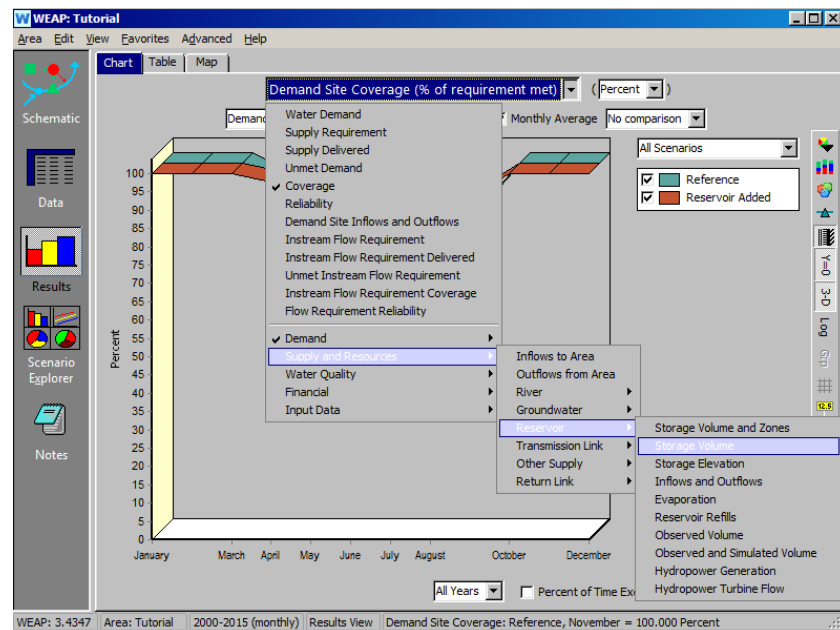 WEAP: Tutorial
Area Edit View Favorites Advanced Help
Chart Table Map
Demand Site Coverage (% of requirement met) (Percent)
Monthly Average No comparison
All Scenarios
Reference
Reservoir Added
Schematic
Data
Results
Scenario
Explorer
Notes
Water Demand
Supply Requirement
Supply Delivered
Unmet Demand
Coverage
Reliability
Demand Site Inflows and Outflows
Instream Flow Requirement
Instream Flow Requirement Delivered
Unmet Instream Flow Requirement
Instream Flow Requirement Coverage
Flow Requirement Reliability
Demand
Supply and Resources
Water Quality
Financial
Input Data
Inflows to Area
Outflows from Area
River
Groundwater
Reservoir
Transmission Link
Other Supply
Return Link
Storage Volume and Zones
Storage Volume
Storage Elevation
Inflows and Outflows
Evaporation
Reservoir Refills
Observed Volume
Observed and Simulated Volume
Hydropower Generation
Hydropower Turbine Flow
Percent
100
95
90
85
80
75
70
65
60
55
50
45
40
35
30
25
20
15
10
5
0
January March April May June July August October December
Y=0
3-D
Log
Grp
12.5
All Years Percent of Time
WEAP: 3.4347 Area: Tutorial 2000-2015 (monthly) Results View Demand Site Coverage: Reference, November = 100.000 Percent